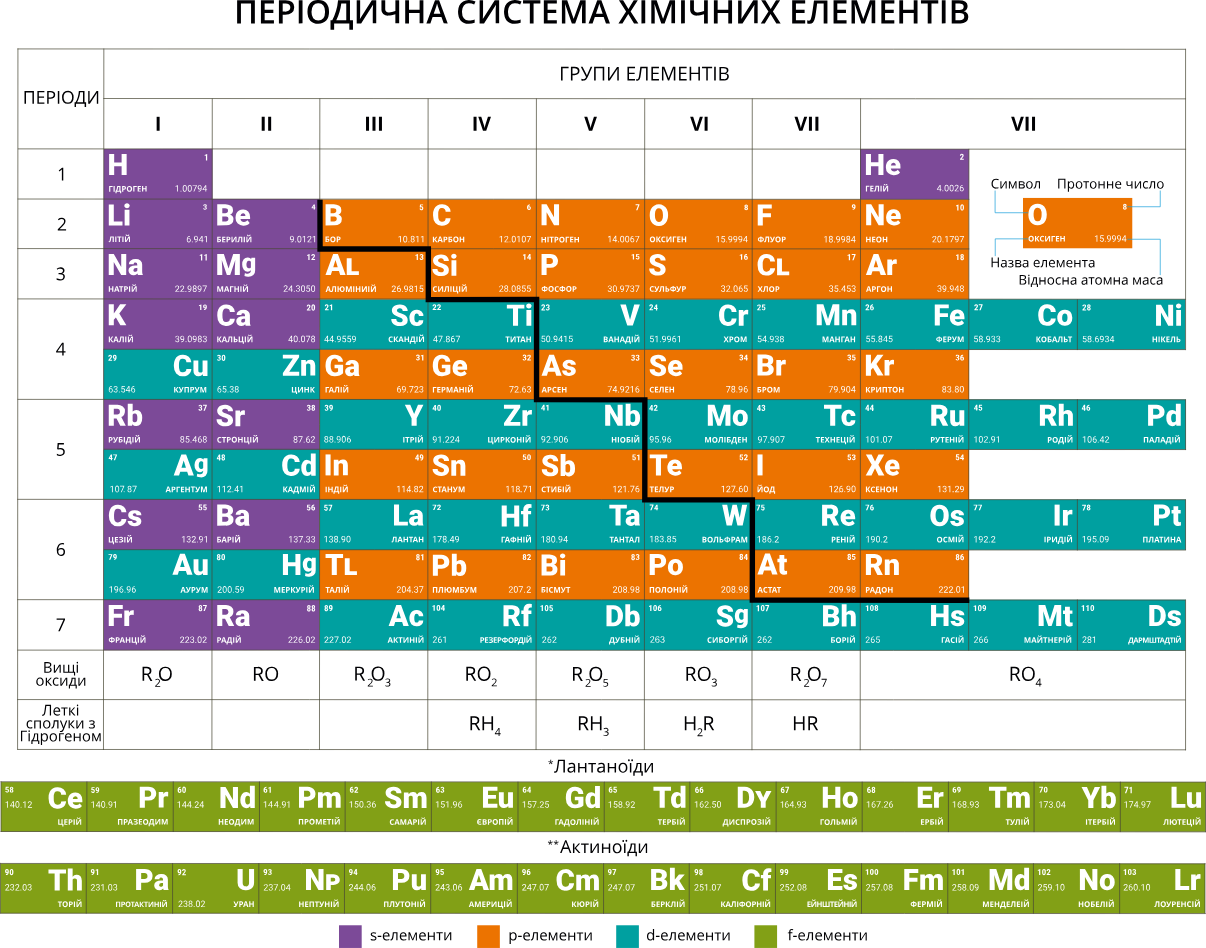 ПЕРІОДИЧНА СИСТЕМА ХІМІЧНИХ ЕЛЕМЕНТІВ
ПЕРІОДИ
ГРУПИ ЕЛЕМЕНТІВ
I II III IV V VI VII VII
1
H 1 ГІДРОГЕН 1.00794
He 2 ГЕЛІЙ 4.0026
Символ Протонне число
O 8
ОКСИГЕН 15.9994
Назва елемента
Відносна атомна маса
2
Li 3 ЛІТІЙ 6.941
Be 4 БЕРИЛІЙ 9.0121
B 5 БОР 10.811
C 6 КАРБОН 12.0107
N 7 НІТРОГЕН 14.0067
O 8 ОКСИГЕН 15.9994
F 9 ФЛУОР 18.9984
Ne 10 НЕОН 20.1797
3
Na 11 НАТРІЙ 22.9897
Mg 12 МАГНІЙ 24.3050
AL 13 АЛЮМІНИІЙ 26.9815
Si 14 СИЛІЦІЙ 28.0855
P 15 ФОСФОР 30.9737
S 16 СУЛЬФУР 32.065
CL 17 ХЛОР 35.453
Ar 18 АРГОН 39.948
4
K 19 КАЛІЙ 39.0983
Ca 20 КАЛЬЦІЙ 40.078
21 Sc 44.9559 СКАНДІЙ
22 Ti 47.867 ТИТАН
23 V 50.9415 ВАНАДІЙ
24 Cr 51.9961 ХРОМ
25 Mn 54.938 МАНГАН
26 Fe 55.845 ФЕРУМ
27 Co 58.933 КОБАЛЬТ
28 Ni 58.6934 НІКЕЛЬ
29 Cu 63.546 КУПРУМ
30 Zn 65.38 ЦИНК
Ga 31 ГАЛІЙ 69.723
Ge 32 ГЕРМАНІЙ 72.63
As 33 АРСЕН 74.9216
Se 34 СЕЛЕН 78.96
Br 35 БРОМ 79.904
Kr 36 КРИПТОН 83.80
5
Rb 37 РУБІДІЙ 85.468
Sr 38 СТРОНЦІЙ 87.62
39 Y 88.906 ІТРІЙ
40 Zr 91.224 ЦИРКОНІЙ
41 Nb 92.906 НІОБІЙ
42 Mo 95.96 МОЛІБДЕН
43 Tc 97.907 ТЕХНЕЦІЙ
44 Ru 101.07 РУТЕНІЙ
45 Rh 102.91 РОДІЙ
46 Pd 106.42 ПАЛАДІЙ
47 Ag 107.87 АРГЕНТУМ
48 Cd 112.41 КАДМІЙ
In 49 ІНДІЙ 114.82
Sn 50 СТАНУМ 118.71
Sb 51 СТИБІЙ 121.76
Te 52 ТЕЛУР 127.60
I 53 ЙОД 126.90
Xe 54 КСЕНОН 131.29
6
Cs 55 ЦЕЗІЙ 132.91
Ba 56 БАРІЙ 137.33
57 La 138.90 ЛАНТАН
72 Hf 178.49 ГАФНІЙ
73 Ta 180.94 ТАНТАЛ
74 W 183.85 ВОЛЬФРАМ
75 Re 186.2 РЕНІЙ
76 Os 190.2 ОСМІЙ
77 Ir 192.2 ІРИДІЙ
78 Pt 195.09 ПЛАТИНА
79 Au 196.96 АУРУМ
80 Hg 200.59 МЕРКУРІЙ
TL 81 ТАЛІЙ 204.37
Pb 82 ПЛЮМБУМ 207.2
Bi 83 БІСМУТ 208.98
Po 84 ПОЛОНІЙ 208.98
At 85 АСТАТ 209.98
Rn 86 РАДОН 222.01
7
Fr 87 ФРАНЦІЙ 223.02
Ra 88 РАДІЙ 226.02
89 Ac 227.02 АКТИНІЙ
104 Rf 261 РЕЗЕРФОРДІЙ
105 Db 262 ДУБНІЙ
106 Sg 263 СИБОРГІЙ
107 Bh 262 БОРІЙ
108 Hs 265 ГАСІЙ
109 Mt 266 МАЙТНЕРІЙ
110 Ds 281 ДАРМШТАДТІЙ
Вищі
оксиди
R₂O RO R₂O₃ RO₂ R₂O₅ RO₃ R₂O₇ RO₄
Леткі
сполуки з
Гідрогеном
RH₄ RH₃ H₂R HR
*Лантаноїди
58 Ce 140.12 ЦЕРІЙ
59 Pr 140.91 ПРАЗЕОДИМ
60 Nd 144.24 НЕОДИМ
61 Pm 144.91 ПРОМЕТІЙ
62 Sm 150.36 САМАРІЙ
63 Eu 151.96 ЄВРОПІЙ
64 Gd 157.25 ГАДОЛІНІЙ
65 Td 158.92 ТЕРБІЙ
66 DY 162.50 ДИСПРОЗІЙ
67 Ho 164.93 ГОЛЬМІЙ
68 Er 167.26 ЕРБІЙ
69 Tm 168.93 ТУЛІЙ
70 Yb 173.04 ІТЕРБІЙ
71 Lu 174.97 ЛЮТЕЦІЙ
**Актиноїди
90 Th 232.03 ТОРІЙ
91 Pa 231.03 ПРОТАКТИНІЙ
92 U 238.02 УРАН
93 NP 237.04 НЕПТУНІЙ
94 Pu 244.06 ПЛУТОНІЙ
95 Am 243.06 АМЕРИЦІЙ
96 Cm 247.07 КЮРІЙ
97 Bk 247.07 БЕРКЛІЙ
98 Cf 251.07 КАЛІФОРНІЙ
99 Es 252.08 ЕЙНШТЕЙНІЙ
100 Fm 257.08 ФЕРМІЙ
101 Md 258.09 МЕНДЕЛЕІЙ
102 No 259.10 НОБЕЛІЙ
103 Lr 260.10 ЛОУРЕНСІЙ
s-елементи p-елементи d-елементи f-елементи